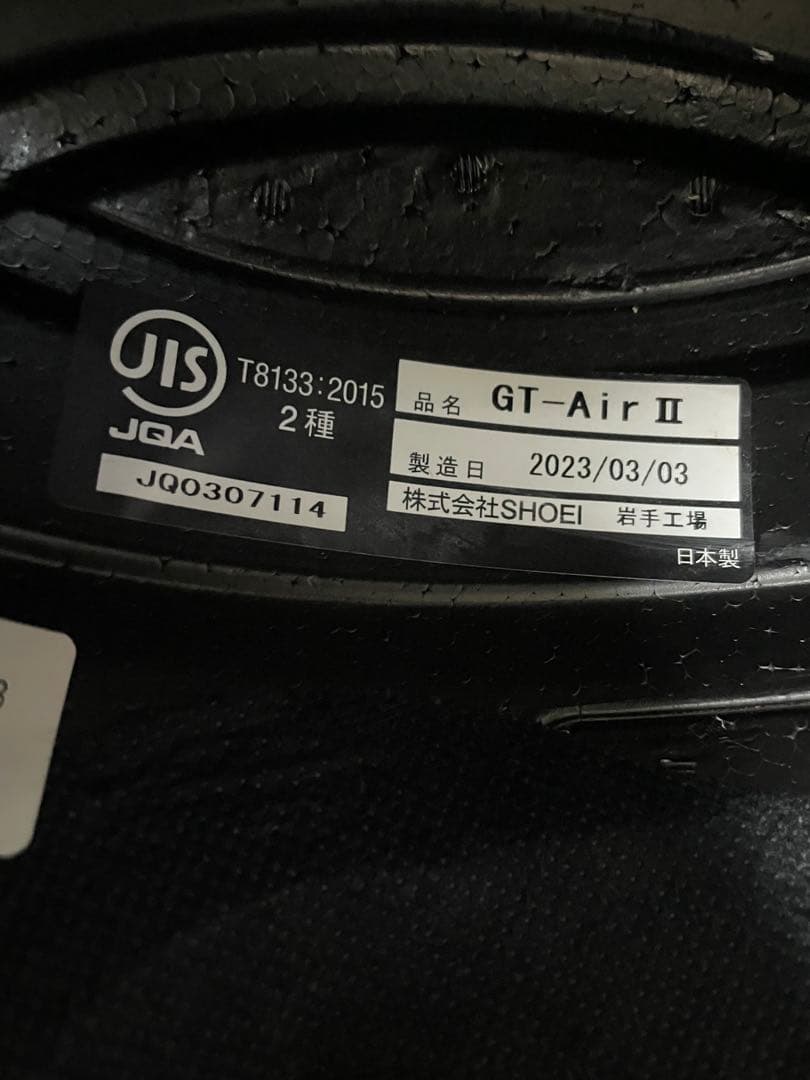 JIS
JQA
T8133:2015
2種
JQ0307114
品名 GT-Air II
製造日 2023/03/03
株式会社SHOEI 岩手工場
日本製